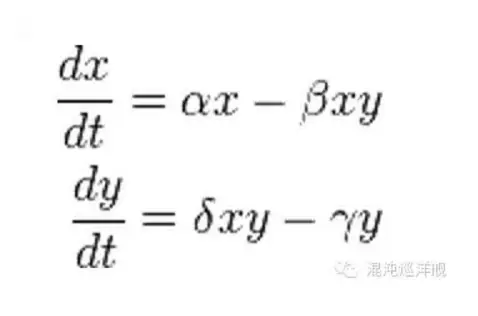 dx/dt = αx − βxy
dy/dt = δxy − γy
混沌巡洋舰